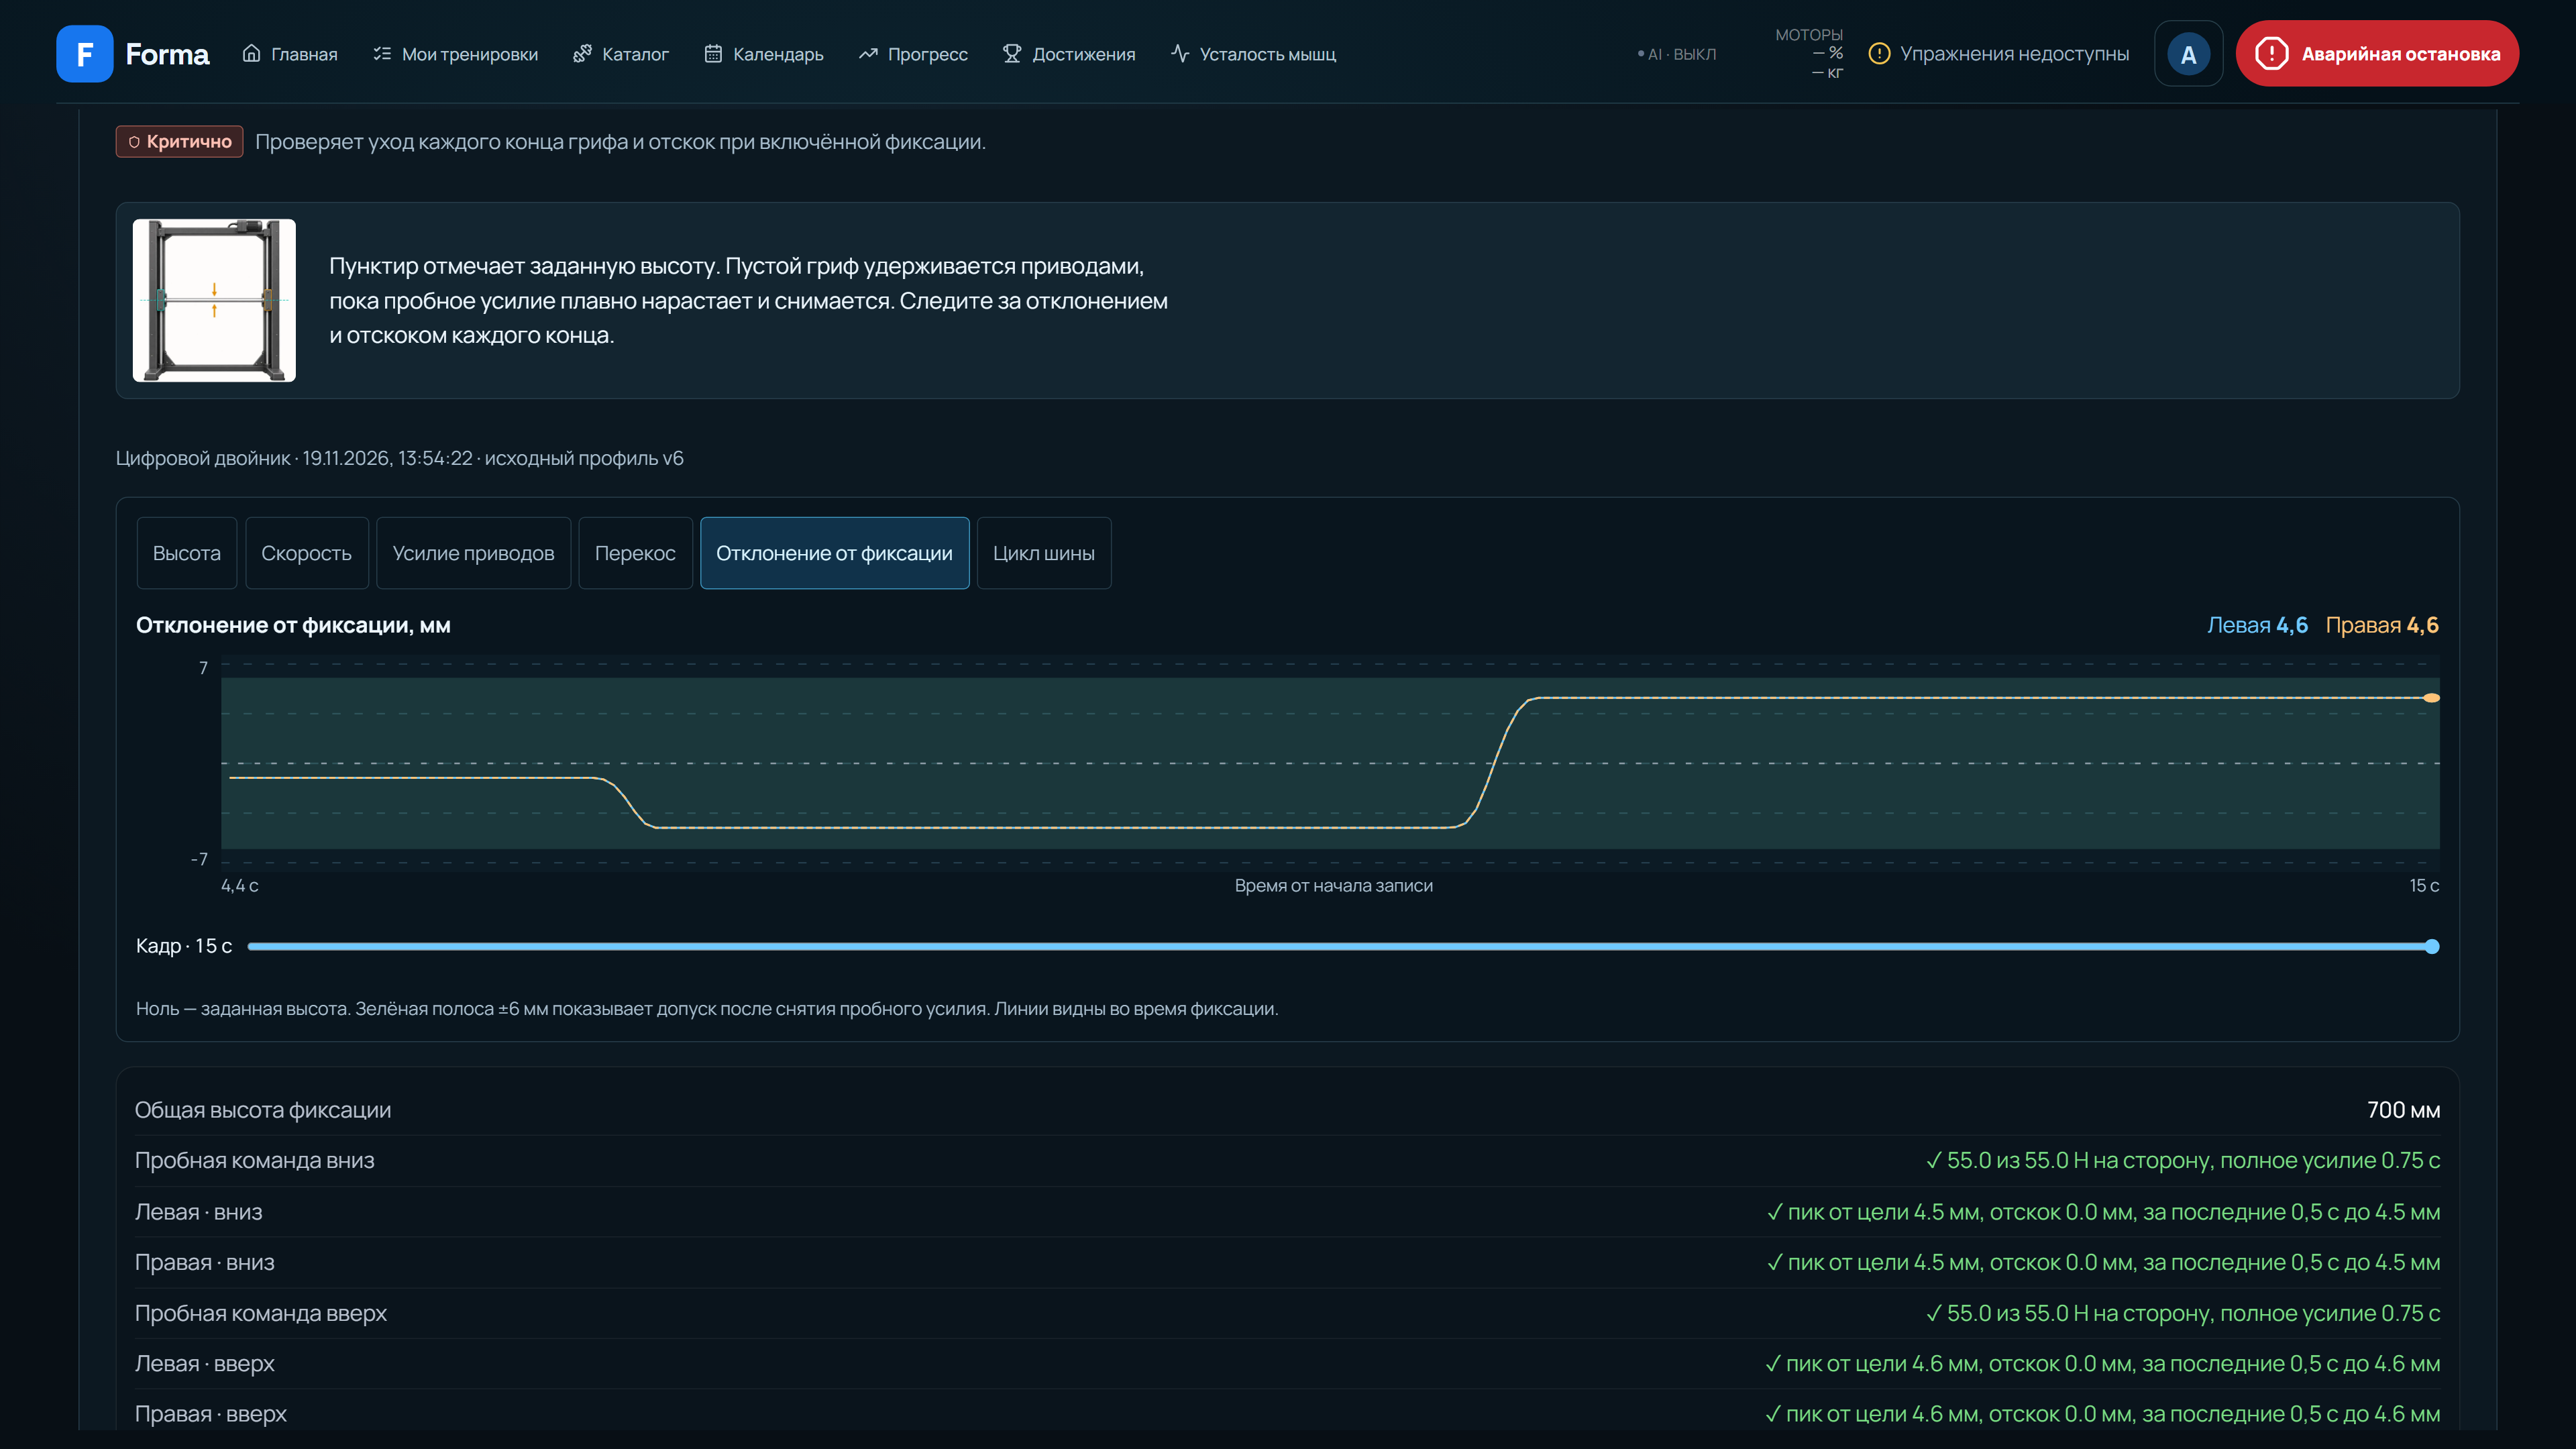 F Forma Главная Мои тренировки Каталог Календарь Прогресс Достижения Усталость мышц • AI · ВЫКЛ
МОТОРЫ
— %
— кг
Упражнения недоступны
A
Аварийная остановка
Критично Проверяет уход каждого конца грифа и отскок при включённой фиксации.
Пунктир отмечает заданную высоту. Пустой гриф удерживается приводами,
пока пробное усилие плавно нарастает и снимается. Следите за отклонением
и отскоком каждого конца.
Цифровой двойник · 19.11.2026, 13:54:22 · исходный профиль v6
Высота Скорость Усилие приводов Перекос Отклонение от фиксации Цикл шины
Отклонение от фиксации, мм Левая 4,6 Правая 4,6
7
-7
4,4 с Время от начала записи 15 с
Кадр · 15 с
Ноль — заданная высота. Зелёная полоса ±6 мм показывает допуск после снятия пробного усилия. Линии видны во время фиксации.
Общая высота фиксации 700 мм
Пробная команда вниз ✓ 55.0 из 55.0 Н на сторону, полное усилие 0.75 с
Левая · вниз ✓ пик от цели 4.5 мм, отскок 0.0 мм, за последние 0,5 с до 4.5 мм
Правая · вниз ✓ пик от цели 4.5 мм, отскок 0.0 мм, за последние 0,5 с до 4.5 мм
Пробная команда вверх ✓ 55.0 из 55.0 Н на сторону, полное усилие 0.75 с
Левая · вверх ✓ пик от цели 4.6 мм, отскок 0.0 мм, за последние 0,5 с до 4.6 мм
Правая · вверх ✓ пик от цели 4.6 мм, отскок 0.0 мм, за последние 0,5 с до 4.6 мм